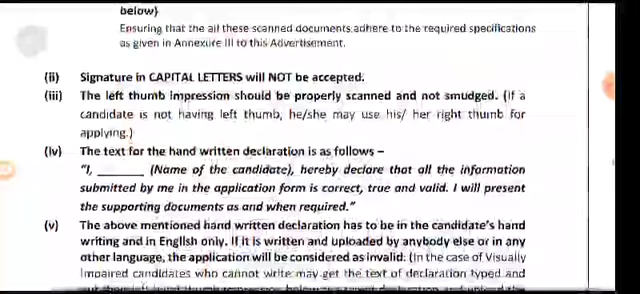 below)
Ensuring that the all these scanned documents adhere to the required specifications
as given in Annexure III to this Advertisement.
(ii) Signature in CAPITAL LETTERS will NOT be accepted.
(iii) The left thumb impression should be properly scanned and not smudged. (If a
candidate is not having left thumb, he/she may use his/ her right thumb for
applying.)
(iv) The text for the hand written declaration is as follows –
"I, _______ (Name of the candidate), hereby declare that all the information
submitted by me in the application form is correct, true and valid. I will present
the supporting documents as and when required."
(v) The above mentioned hand written declaration has to be in the candidate's hand
writing and in English only. If it is written and uploaded by anybody else or in any
other language, the application will be considered as invalid. (In the case of Visually
Impaired candidates who cannot write may get the text of declaration typed and